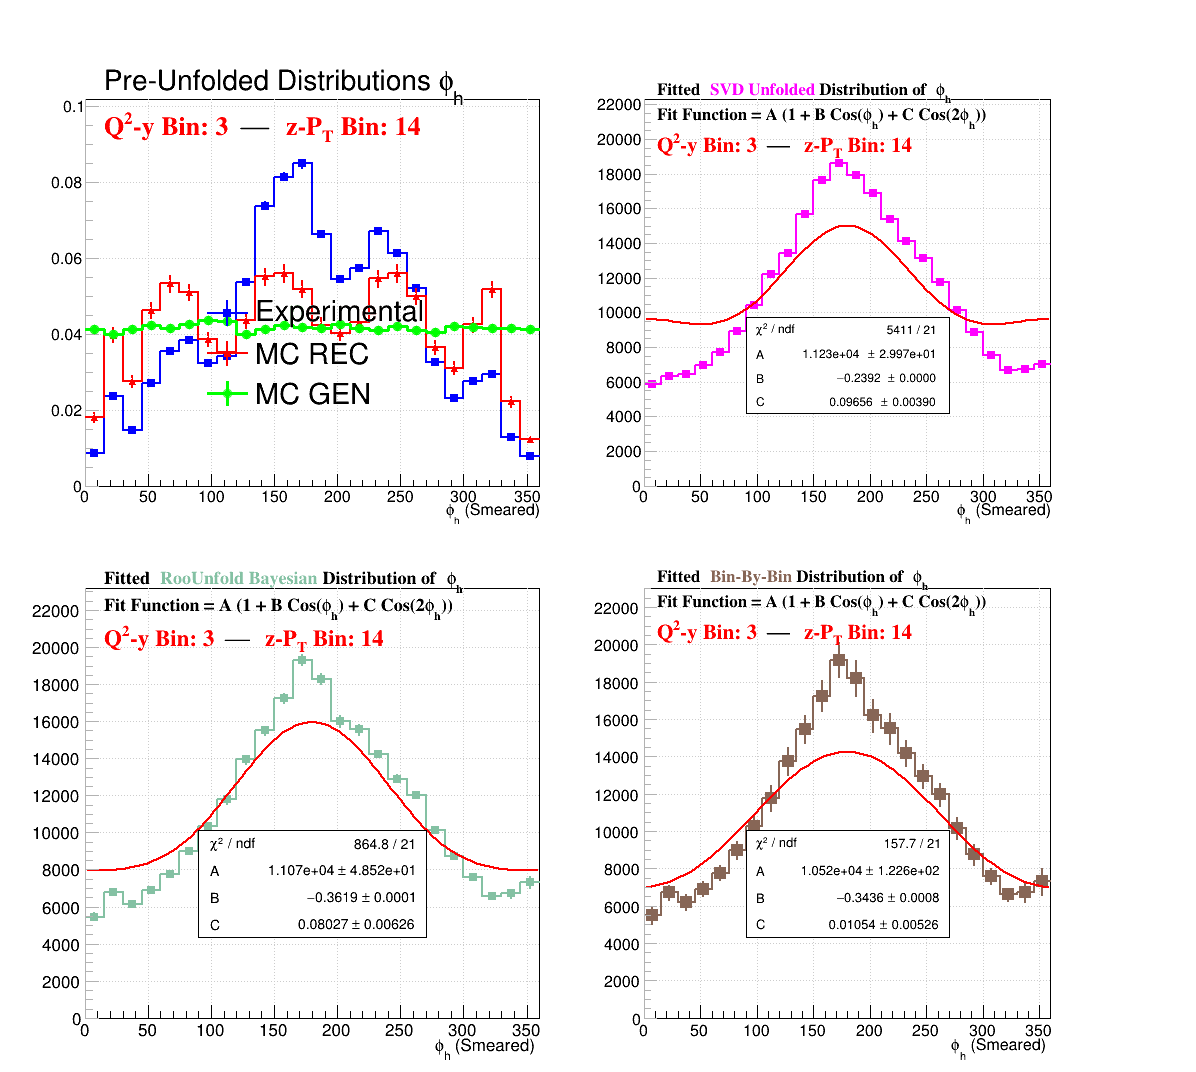 Pre-Unfolded Distributions ϕh
Q²-y Bin: 3 — z-PT Bin: 14
0.1
0.08
0.06
0.04
0.02
0
Experimental
MC REC
MC GEN
0 50 100 150 200 250 300 350
ϕh (Smeared)
Fitted SVD Unfolded Distribution of ϕh
Fit Function = A (1 + B Cos(ϕh) + C Cos(2ϕh))
Q²-y Bin: 3 — z-PT Bin: 14
22000
20000
18000
16000
14000
12000
10000
8000
6000
4000
2000
0
χ² / ndf 5411 / 21
A 1.123e+04 ± 2.997e+01
B −0.2392 ± 0.0000
C 0.09656 ± 0.00390
0 50 100 150 200 250 300 350
ϕh (Smeared)
Fitted RooUnfold Bayesian Distribution of ϕh
Fit Function = A (1 + B Cos(ϕh) + C Cos(2ϕh))
Q²-y Bin: 3 — z-PT Bin: 14
22000
20000
18000
16000
14000
12000
10000
8000
6000
4000
2000
0
χ² / ndf 864.8 / 21
A 1.107e+04 ± 4.852e+01
B −0.3619 ± 0.0001
C 0.08027 ± 0.00626
0 50 100 150 200 250 300 350
ϕh (Smeared)
Fitted Bin-By-Bin Distribution of ϕh
Fit Function = A (1 + B Cos(ϕh) + C Cos(2ϕh))
Q²-y Bin: 3 — z-PT Bin: 14
22000
20000
18000
16000
14000
12000
10000
8000
6000
4000
2000
0
χ² / ndf 157.7 / 21
A 1.052e+04 ± 1.226e+02
B −0.3436 ± 0.0008
C 0.01054 ± 0.00526
0 50 100 150 200 250 300 350
ϕh (Smeared)